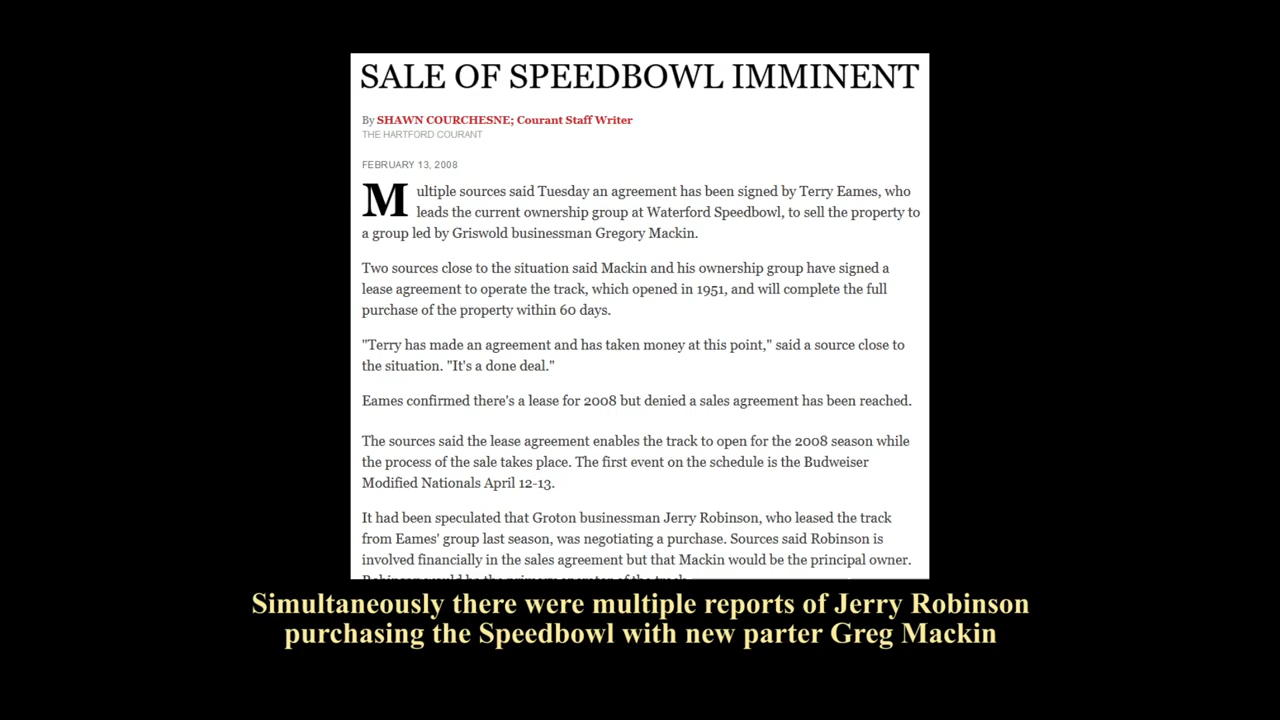 SALE OF SPEEDBOWL IMMINENT
By SHAWN COURCHESNE; Courant Staff Writer
THE HARTFORD COURANT
FEBRUARY 13, 2008
Multiple sources said Tuesday an agreement has been signed by Terry Eames, who
leads the current ownership group at Waterford Speedbowl, to sell the property to
a group led by Griswold businessman Gregory Mackin.
Two sources close to the situation said Mackin and his ownership group have signed a
lease agreement to operate the track, which opened in 1951, and will complete the full
purchase of the property within 60 days.
"Terry has made an agreement and has taken money at this point," said a source close to
the situation. "It's a done deal."
Eames confirmed there's a lease for 2008 but denied a sales agreement has been reached.
The sources said the lease agreement enables the track to open for the 2008 season while
the process of the sale takes place. The first event on the schedule is the Budweiser
Modified Nationals April 12-13.
It had been speculated that Groton businessman Jerry Robinson, who leased the track
from Eames' group last season, was negotiating a purchase. Sources said Robinson is
involved financially in the sales agreement but that Mackin would be the principal owner.
Robinson would be the primary operator of the track.
Simultaneously there were multiple reports of Jerry Robinson
purchasing the Speedbowl with new parter Greg Mackin